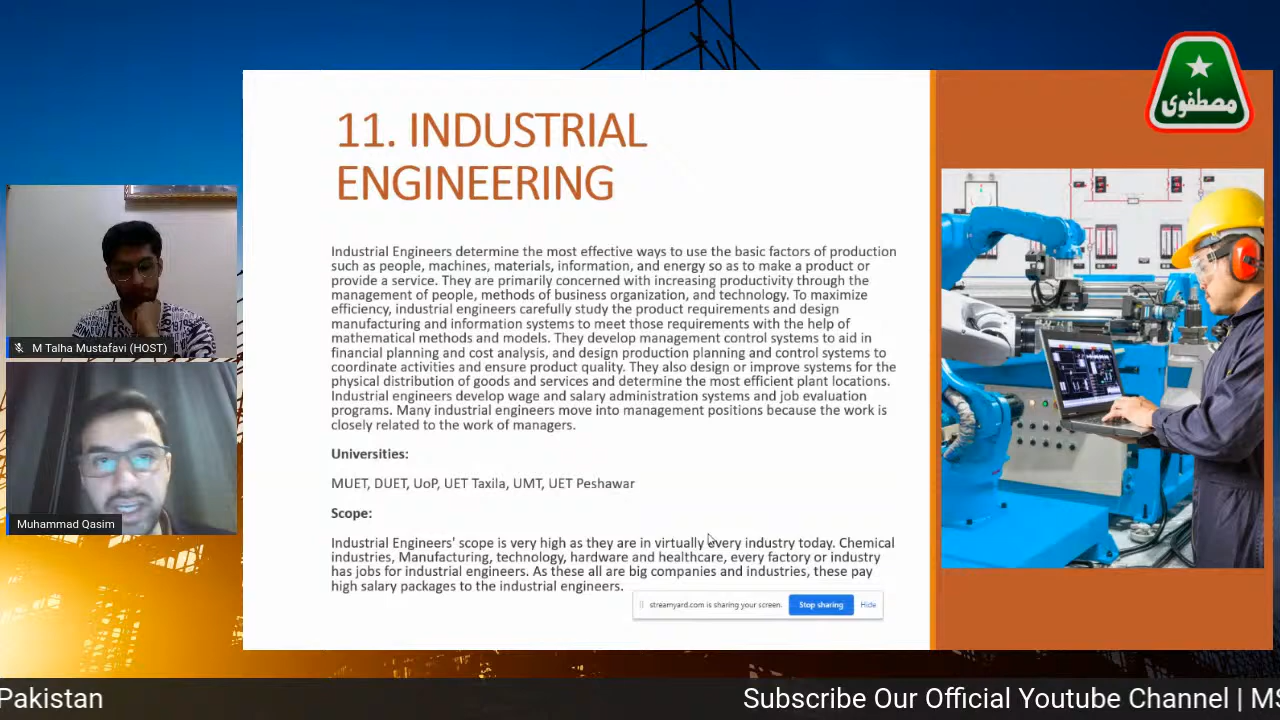 مصطفوی
11. INDUSTRIAL
ENGINEERING
Industrial Engineers determine the most effective ways to use the basic factors of production
such as people, machines, materials, information, and energy so as to make a product or
provide a service. They are primarily concerned with increasing productivity through the
management of people, methods of business organization, and technology. To maximize
efficiency, industrial engineers carefully study the product requirements and design
manufacturing and information systems to meet those requirements with the help of
mathematical methods and models. They develop management control systems to aid in
financial planning and cost analysis, and design production planning and control systems to
coordinate activities and ensure product quality. They also design or improve systems for the
physical distribution of goods and services and determine the most efficient plant locations.
Industrial engineers develop wage and salary administration systems and job evaluation
programs. Many industrial engineers move into management positions because the work is
closely related to the work of managers.
Universities:
MUET, DUET, UoP, UET Taxila, UMT, UET Peshawar
Scope:
Industrial Engineers' scope is very high as they are in virtually every industry today. Chemical
industries, Manufacturing, technology, hardware and healthcare, every factory or industry
has jobs for industrial engineers. As these all are big companies and industries, these pay
high salary packages to the industrial engineers.
streamyard.com is sharing your screen. Stop sharing Hide
M Talha Mustafavi (HOST)
Muhammad Qasim
Pakistan
Subscribe Our Official Youtube Channel | MS